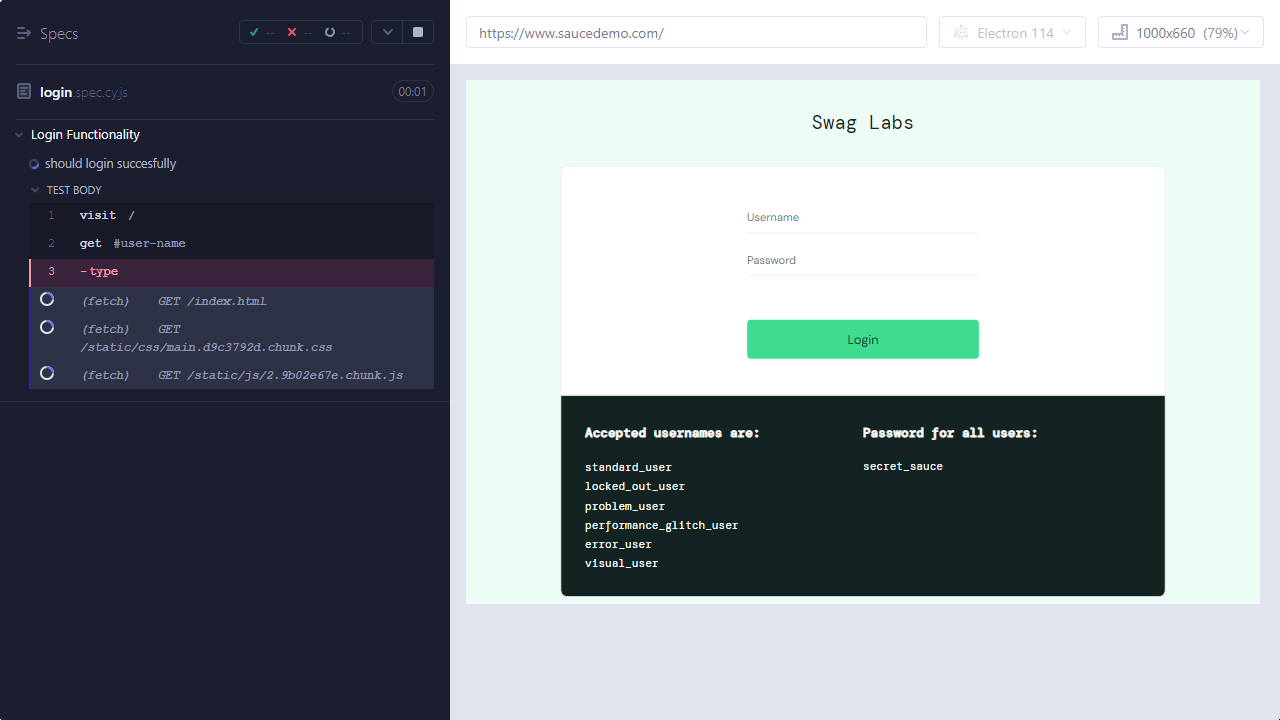 Specs
--
--
--
login.spec.cy.js
00:01
Login Functionality
should login succesfully
TEST BODY
1 visit /
2 get #user-name
3 -type
(fetch) GET /index.html
(fetch) GET
/static/css/main.d9c3792d.chunk.css
(fetch) GET /static/js/2.9b02e67e.chunk.js
https://www.saucedemo.com/
Electron 114
1000x660 (79%)
Swag Labs
Username
Password
Login
Accepted usernames are:
standard_user
locked_out_user
problem_user
performance_glitch_user
error_user
visual_user
Password for all users:
secret_sauce